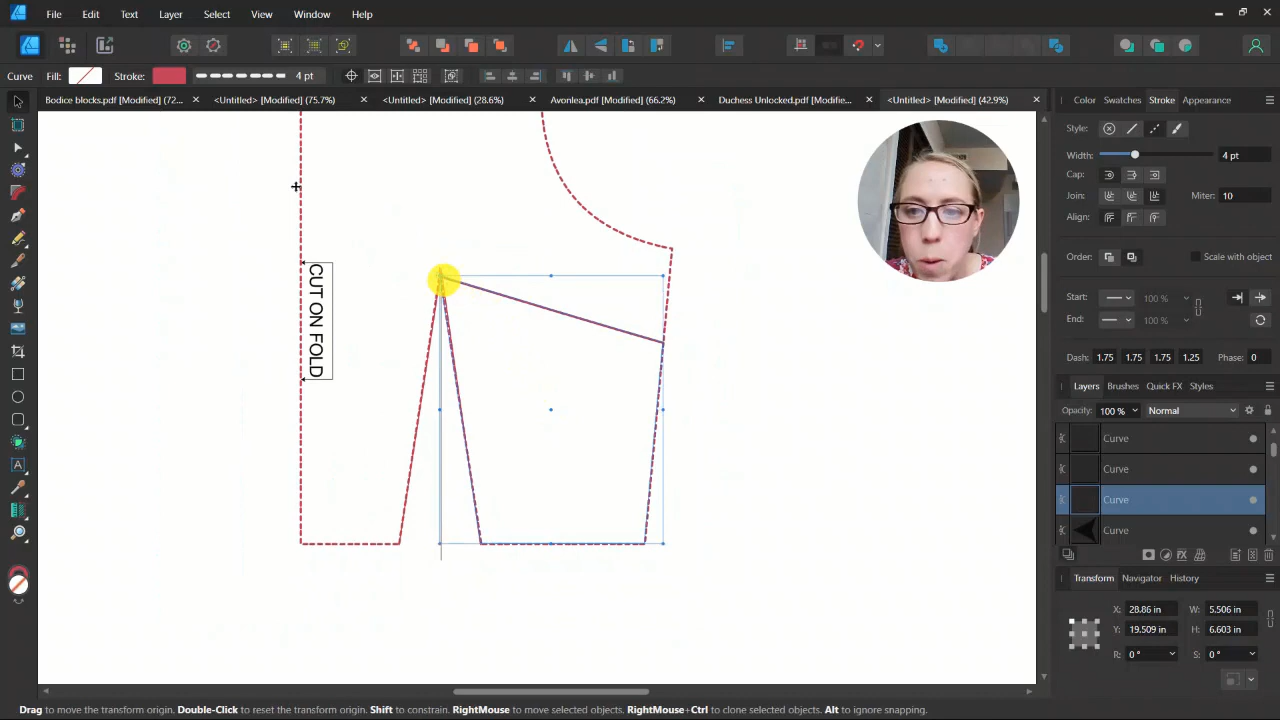 File Edit Text Layer Select View Window Help
Curve Fill: Stroke: 4 pt
Bodice blocks.pdf [Modified] (72... <Untitled> [Modified] (75.7%) <Untitled> [Modified] (28.6%) Avonlea.pdf [Modified] (66.2%) Duchess Unlocked.pdf [Modifie... <Untitled> [Modified] (42.9%)
Color Swatches Stroke Appearance
Style:
Width: 4 pt
Cap:
Join: Miter: 10
Align:
Order: Scale with object
Start: 100 %
End: 100 %
Dash: 1.75 1.75 1.75 1.25 Phase: 0
Layers Brushes Quick FX Styles
Opacity: 100 % Normal
Curve
Curve
Curve
Curve
Transform Navigator History
X: 28.86 in W: 5.506 in
Y: 19.509 in H: 6.603 in
R: 0 ° S: 0 °
CUT ON FOLD
Drag to move the transform origin. Double-Click to reset the transform origin. Shift to constrain. RightMouse to move selected objects. RightMouse+Ctrl to clone selected objects. Alt to ignore snapping.